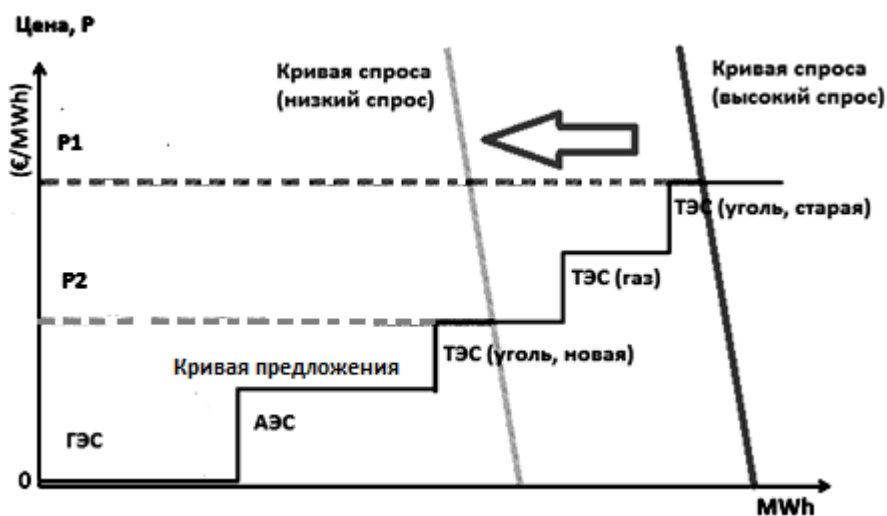 Цена, P
(€/MWh)
Кривая спроса
(низкий спрос)
Кривая спроса
(высокий спрос)
P1
ТЭС (уголь, старая)
ТЭС (газ)
P2
ТЭС (уголь, новая)
Кривая предложения
АЭС
ГЭС
0
MWh